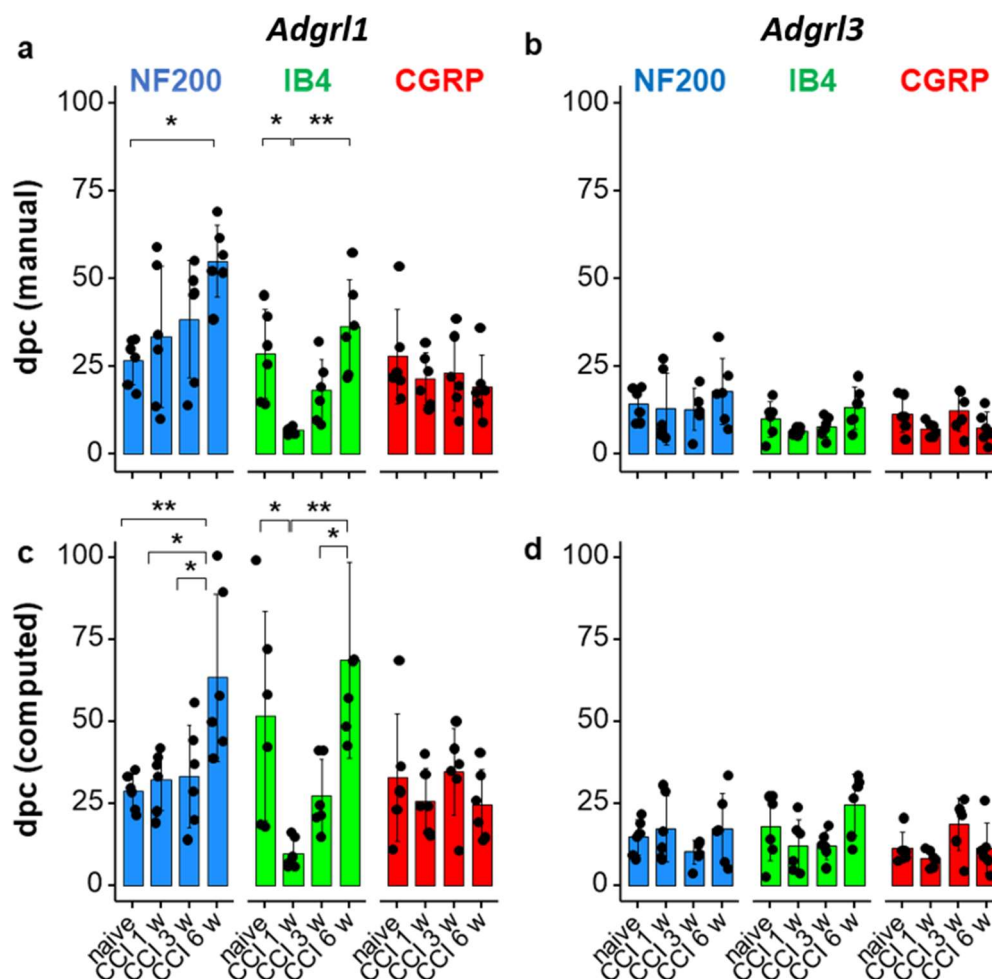 Adgrl1
Adgrl3
a
b
NF200 IB4 CGRP
NF200 IB4 CGRP
100
75
50
25
0
dpc (manual)
* * **
100
75
50
25
0
c
d
** * **
* *
*
100
75
50
25
0
dpc (computed)
100
75
50
25
0
naive CCI 1 w CCI 3 w CCI 6 w
naive CCI 1 w CCI 3 w CCI 6 w
naive CCI 1 w CCI 3 w CCI 6 w
naive CCI 1 w CCI 3 w CCI 6 w
naive CCI 1 w CCI 3 w CCI 6 w
naive CCI 1 w CCI 3 w CCI 6 w